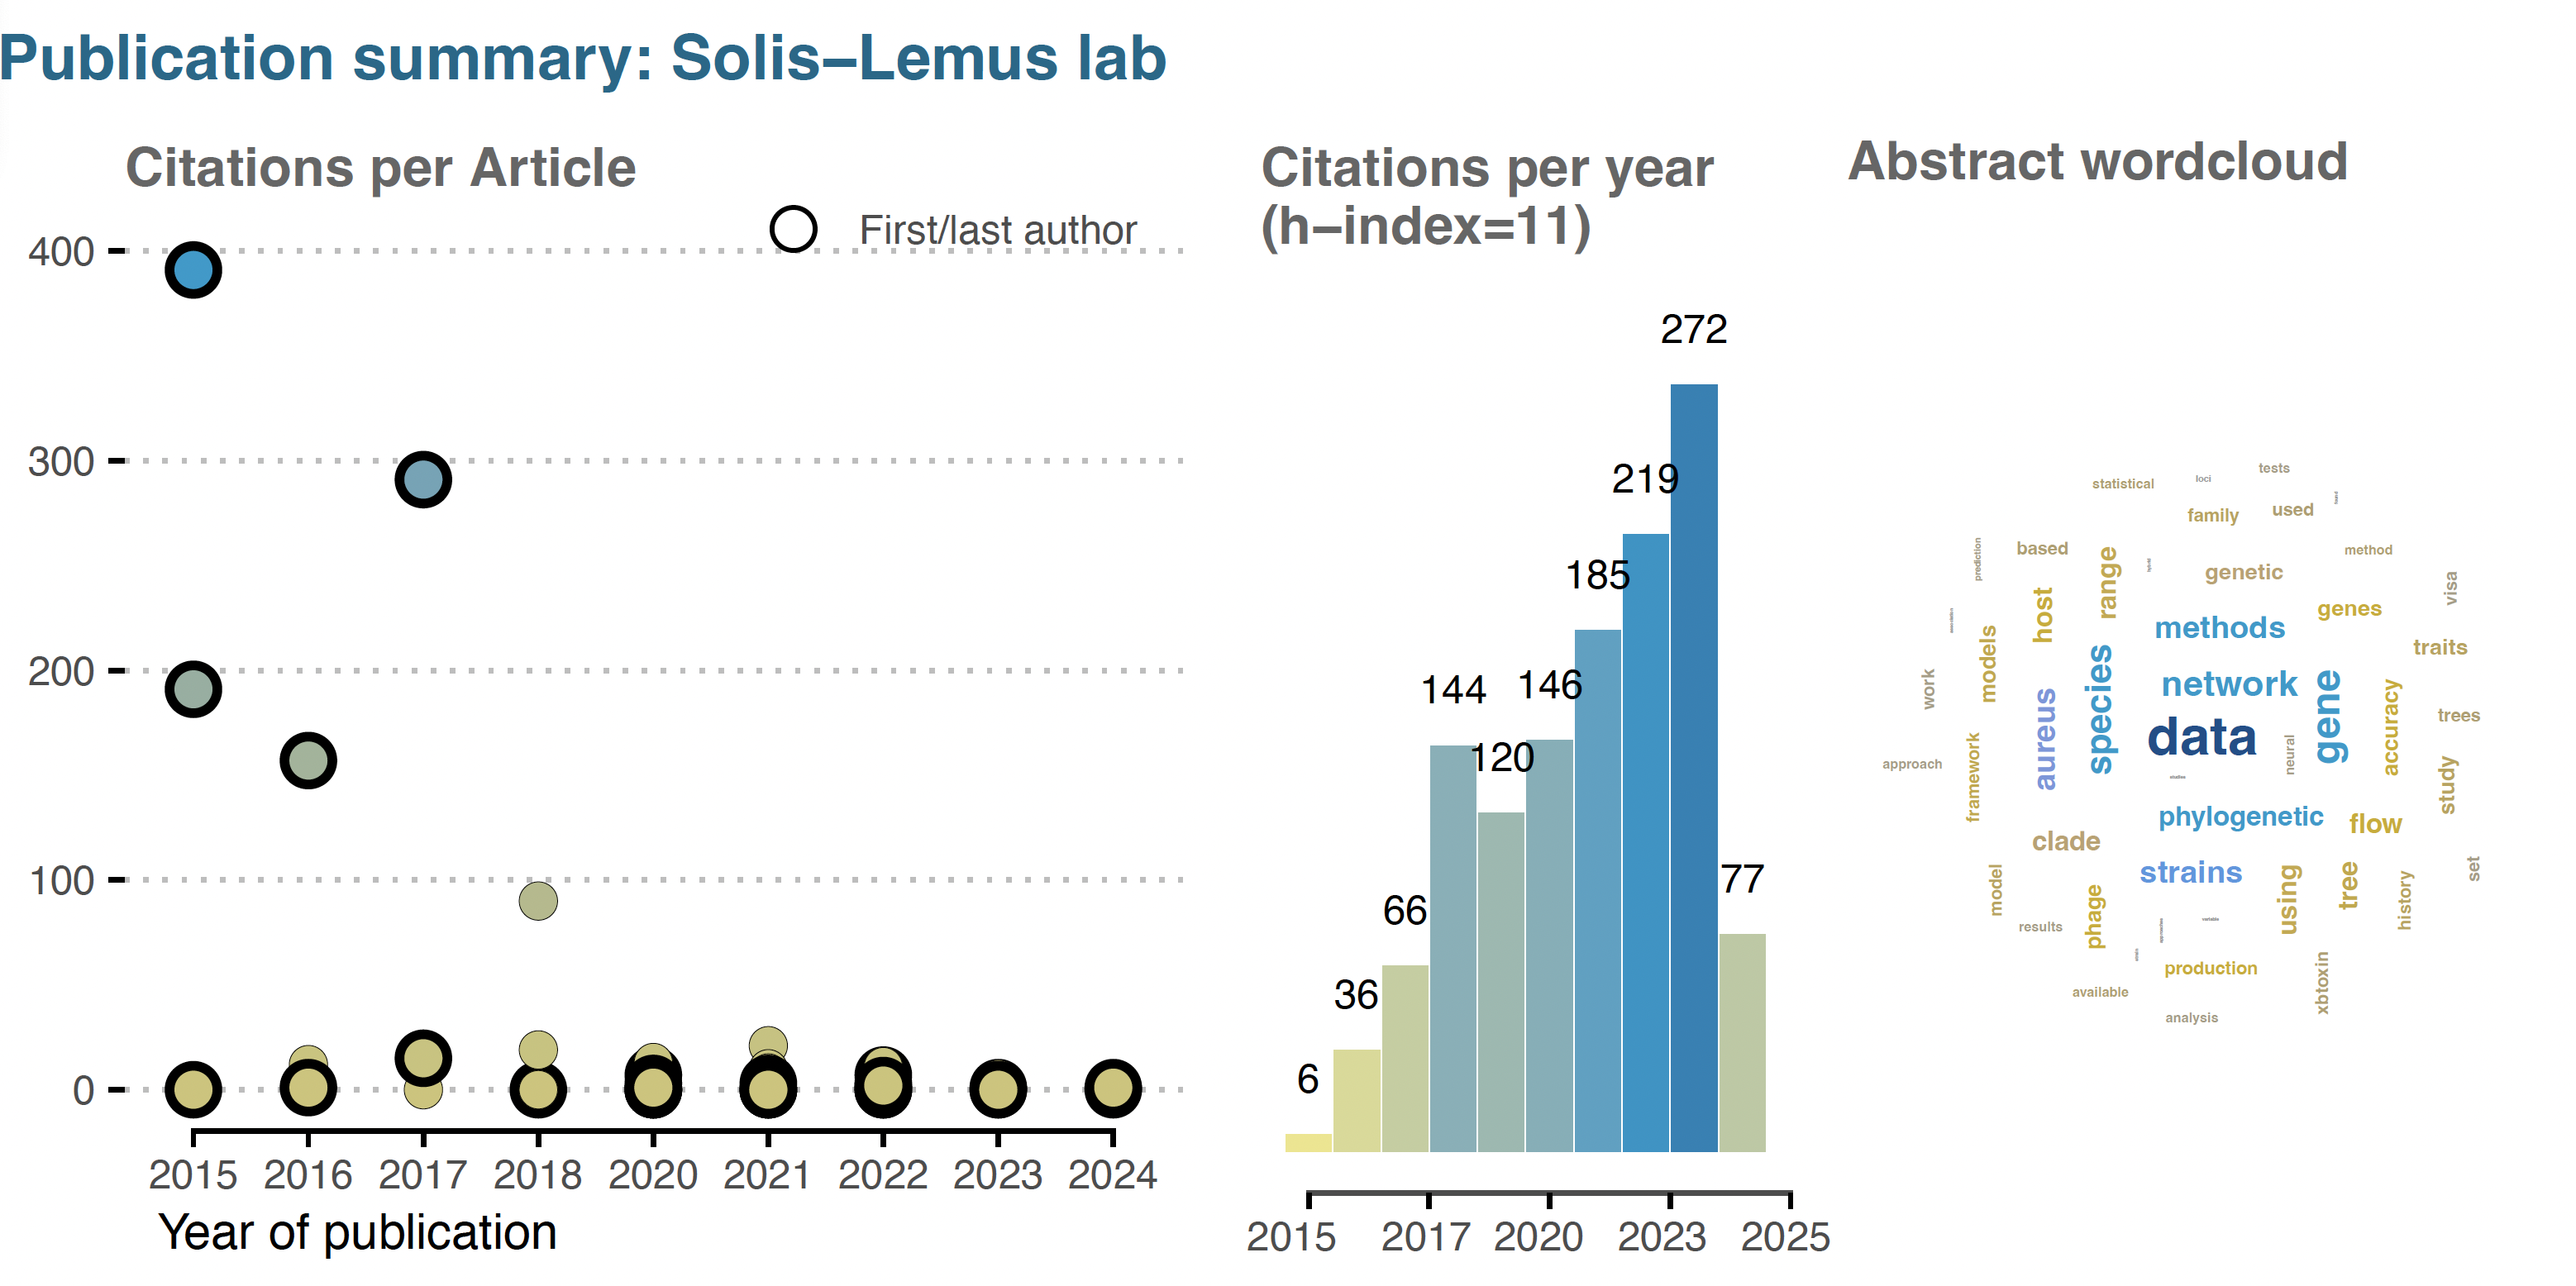 Publication summary: Solis–Lemus lab
Citations per Article
First/last author
400
300
200
100
0
2015 2016 2017 2018 2020 2021 2022 2023 2024
Year of publication
Citations per year
(h–index=11)
272
219
185
144 146
120
77
66
36
6
2015 2017 2020 2023 2025
Abstract wordcloud
tests
loci
statistical
used
family
based
method
prediction
range
genetic
visa
host
genes
methods
models
traits
species
network
work
gene
accuracy
aureus
trees
data
neural
approach
framework
studies
study
phylogenetic
flow
clade
strains
set
model
using
tree
history
phage
variable
results
production
xbtoxin
available
analysis